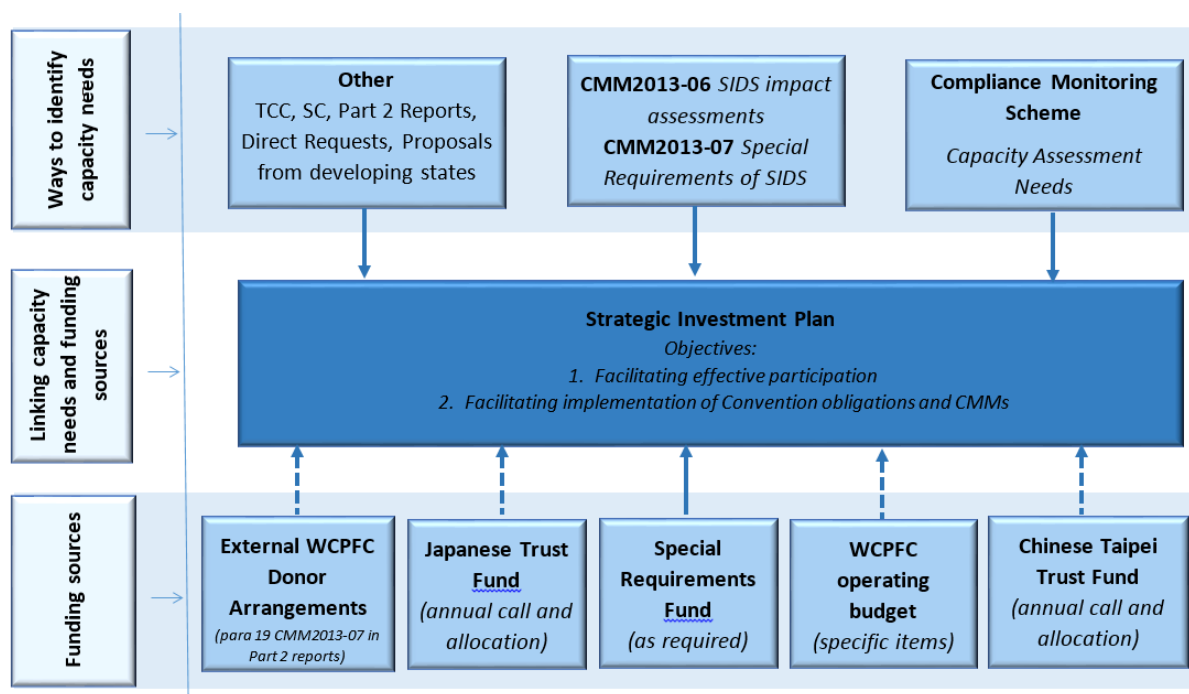 Ways to identify
capacity needs
Other
TCC, SC, Part 2 Reports,
Direct Requests, Proposals
from developing states
CMM2013-06 SIDS impact
assessments
CMM2013-07 Special
Requirements of SIDS
Compliance Monitoring
Scheme
Capacity Assessment
Needs
Linking capacity
needs and funding
sources
Strategic Investment Plan
Objectives:
1. Facilitating effective participation
2. Facilitating implementation of Convention obligations and CMMs
Funding sources
External WCPFC
Donor
Arrangements
(para 19 CMM2013-07 in
Part 2 reports)
Japanese Trust
Fund
(annual call and
allocation)
Special
Requirements
Fund
(as required)
WCPFC
operating
budget
(specific items)
Chinese Taipei
Trust Fund
(annual call and
allocation)